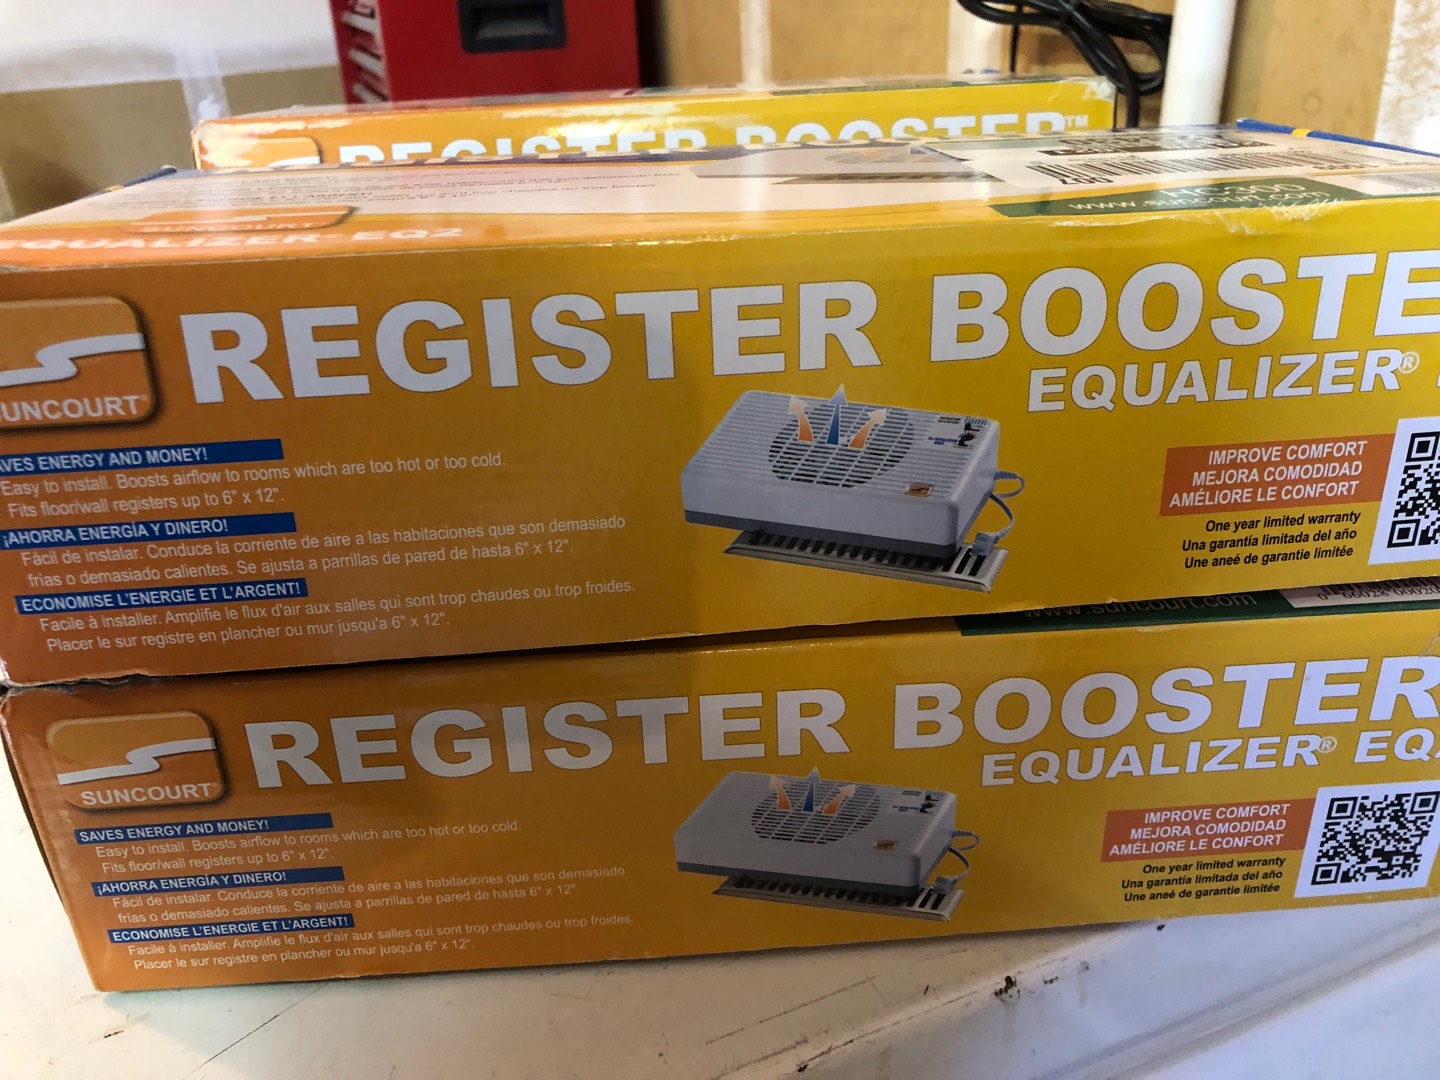 REGISTER BOOSTER™
SUNCOURT
EQUALIZER EQ2
HC300
www.suncourt.com
SUNCOURT
REGISTER BOOSTE
EQUALIZER®
VES ENERGY AND MONEY!
Easy to install. Boosts airflow to rooms which are too hot or too cold.
Fits floor/wall registers up to 6" x 12".
¡AHORRA ENERGÍA Y DINERO!
Fácil de instalar. Conduce la corriente de aire a las habitaciones que son demasiado
frias o demasiado calientes. Se ajusta a parrillas de pared de hasta 6" x 12".
ECONOMISE L'ENERGIE ET L'ARGENT!
Facile à installer. Amplifie le flux d'air aux salles qui sont trop chaudes ou trop froides.
Placer le sur registre en plancher ou mur jusqu'a 6" x 12".
IMPROVE COMFORT
MEJORA COMODIDAD
AMÉLIORE LE CONFORT
One year limited warranty
Una garantía limitada del año
Une aneé de garantie limitée
www.suncourt.com
SUNCOURT
REGISTER BOOSTER
EQUALIZER® EQ
SAVES ENERGY AND MONEY!
Easy to install. Boosts airflow to rooms which are too hot or too cold.
Fits floor/wall registers up to 6" x 12".
¡AHORRA ENERGÍA Y DINERO!
Fácil de instalar. Conduce la corriente de aire a las habitaciones que son demasiado
frias o demasiado calientes. Se ajusta a parrillas de pared de hasta 6" x 12".
ECONOMISE L'ENERGIE ET L'ARGENT!
Facile à installer. Amplifie le flux d'air aux salles qui sont trop chaudes ou trop froides.
Placer le sur registre en plancher ou mur jusqu'a 6" x 12".
IMPROVE COMFORT
MEJORA COMODIDAD
AMÉLIORE LE CONFORT
One year limited warranty
Una garantía limitada del año
Une aneé de garantie limitée